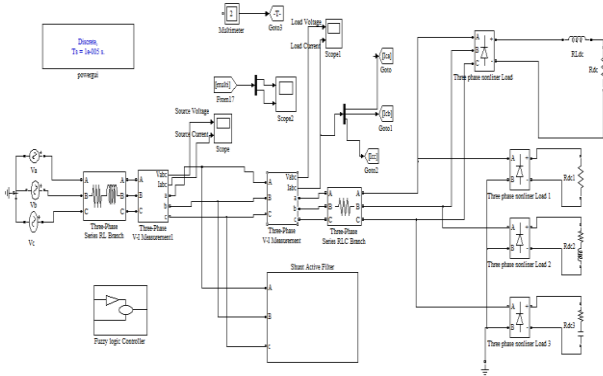 Discrete,
Ts = 1e-005 s.
powergui
2
Multimeter
-T-
Goto3
Load Voltage
Load Current
Scope1
[multi]
From17
Scope2
[Ica]
Goto
[Icb]
Goto1
[Icc]
Goto2
Source Voltage
Source Current
Scope
Va
Vb
Vc
A
B
C
A
B
C
Three-Phase
Series RL Branch
A
B
C
Vabc
Iabc
a
b
c
Three-Phase
V-I Measurement1
A
B
C
Vabc
Iabc
a
b
c
Three-Phase
V-I Measurement
A
B
C
A
B
C
Three-Phase
Series RLC Branch
A
B
C
+
-
Three phase nonliner Load
RLdc
Rdc
A
B
+
-
Three phase nonliner Load 1
Rdc1
A
B
+
-
Three phase nonliner Load 2
Rdc2
A
B
+
-
Three phase nonliner Load 3
Rdc3
Shunt Active Filter
A
B
c
Fuzzy logic Controller